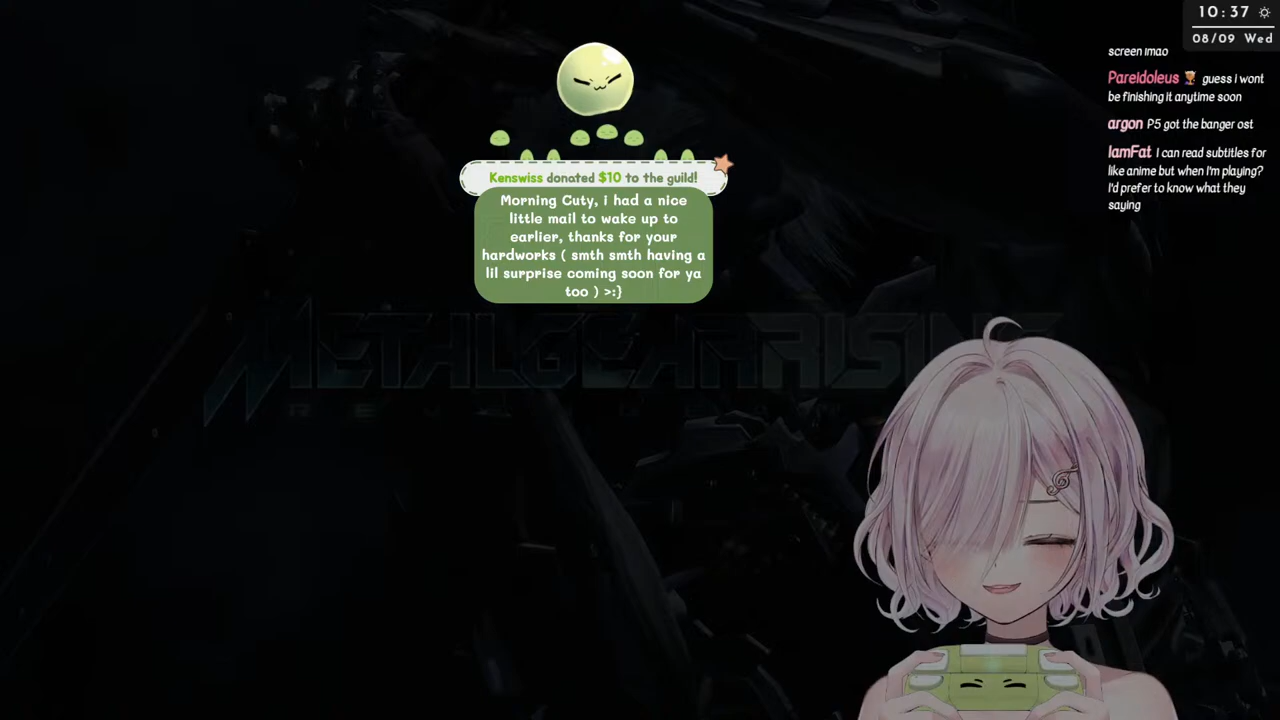 10:37
08/09 Wed
screen lmao
Pareidoleus guess i wont
be finishing it anytime soon
argon P5 got the banger ost
IamFat I can read subtitles for
like anime but when I'm playing?
I'd prefer to know what they
saying
Kenswiss donated $10 to the guild!
Morning Cuty, i had a nice
little mail to wake up to
earlier, thanks for your
hardworks ( smth smth having a
lil surprise coming soon for ya
too ) >:}
METAL GEAR RISING